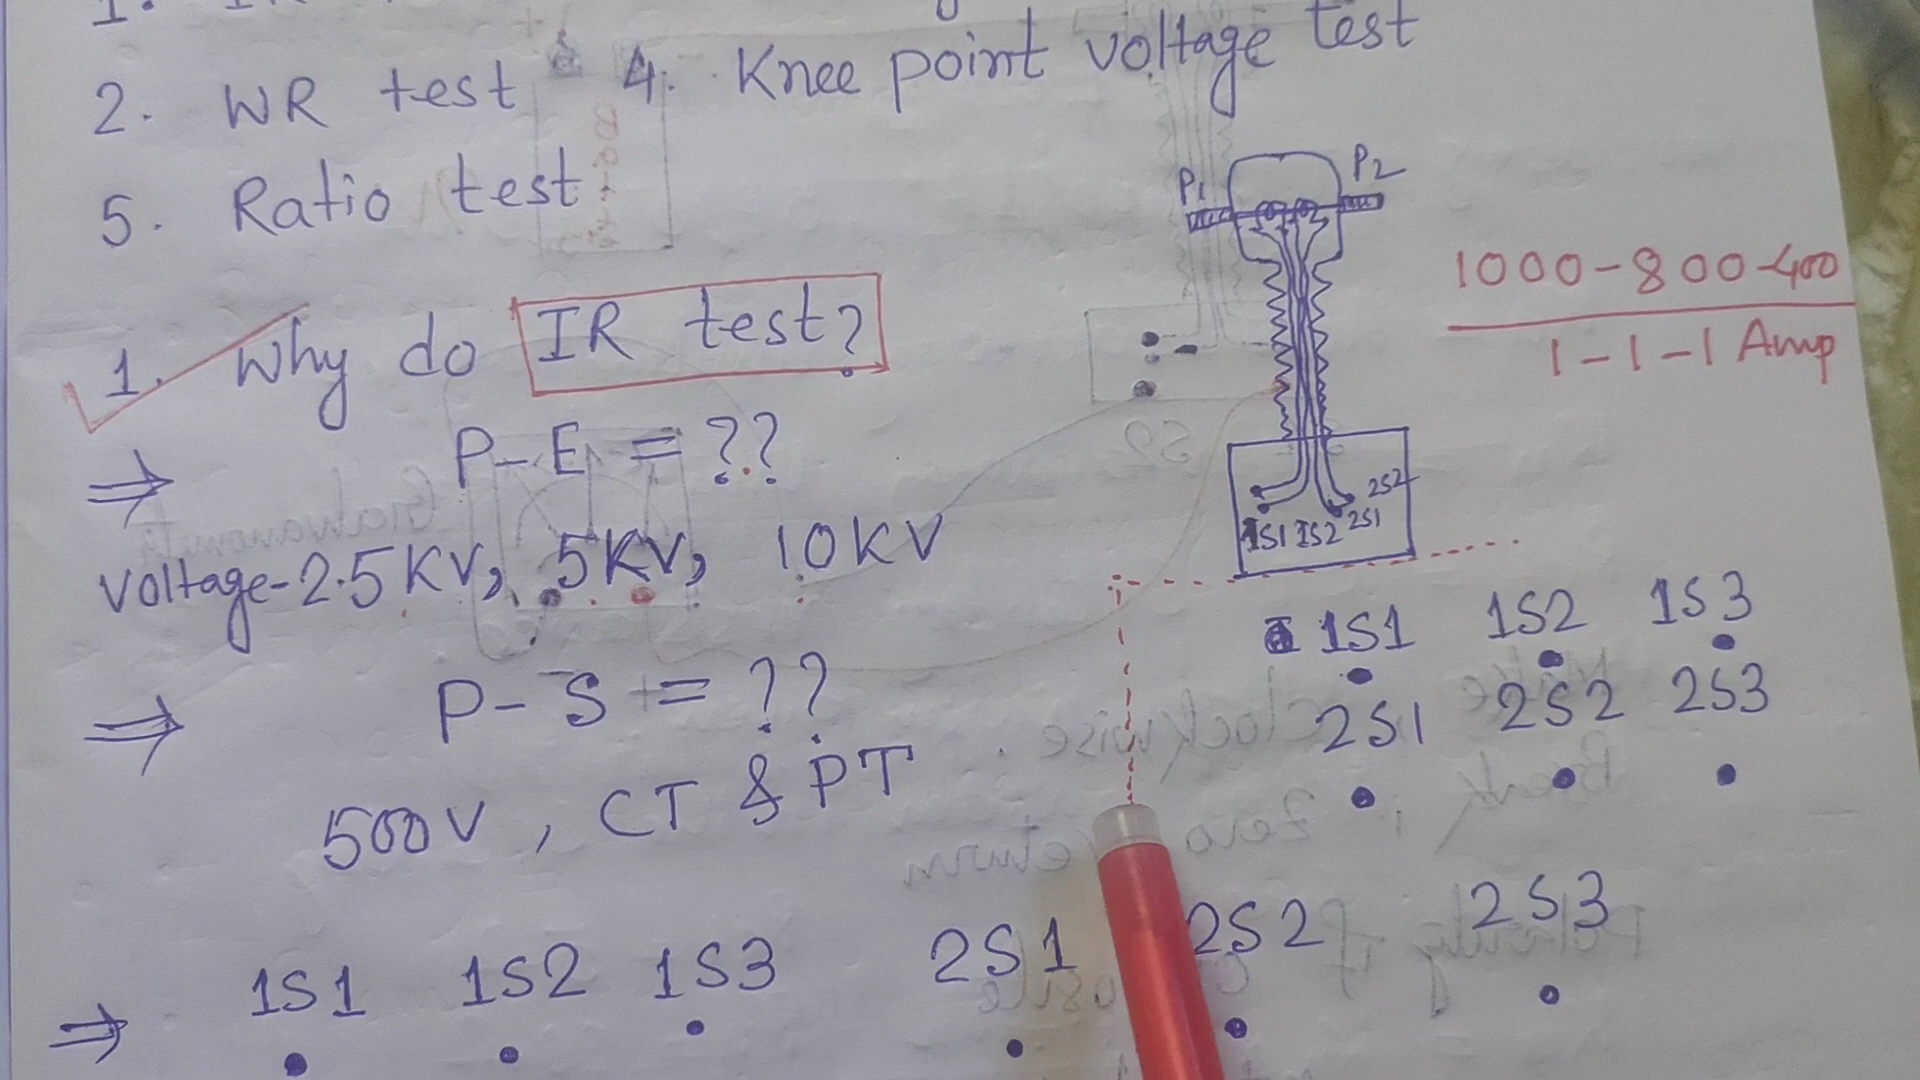 2. WR test 4. Knee point voltage test
5. Ratio test
1. Why do IR test?
P-E = ??
Voltage-2.5KV, 5KV, 10KV
P-S = ??
500V, CT & PT
1S1 1S2 1S3 2S1 2S2 2S3
P1 P2
1000-800-400
1-1-1 Amp
2S2
1S1 1S2 2S1
1S1 1S2 1S3
2S1 2S2 2S3